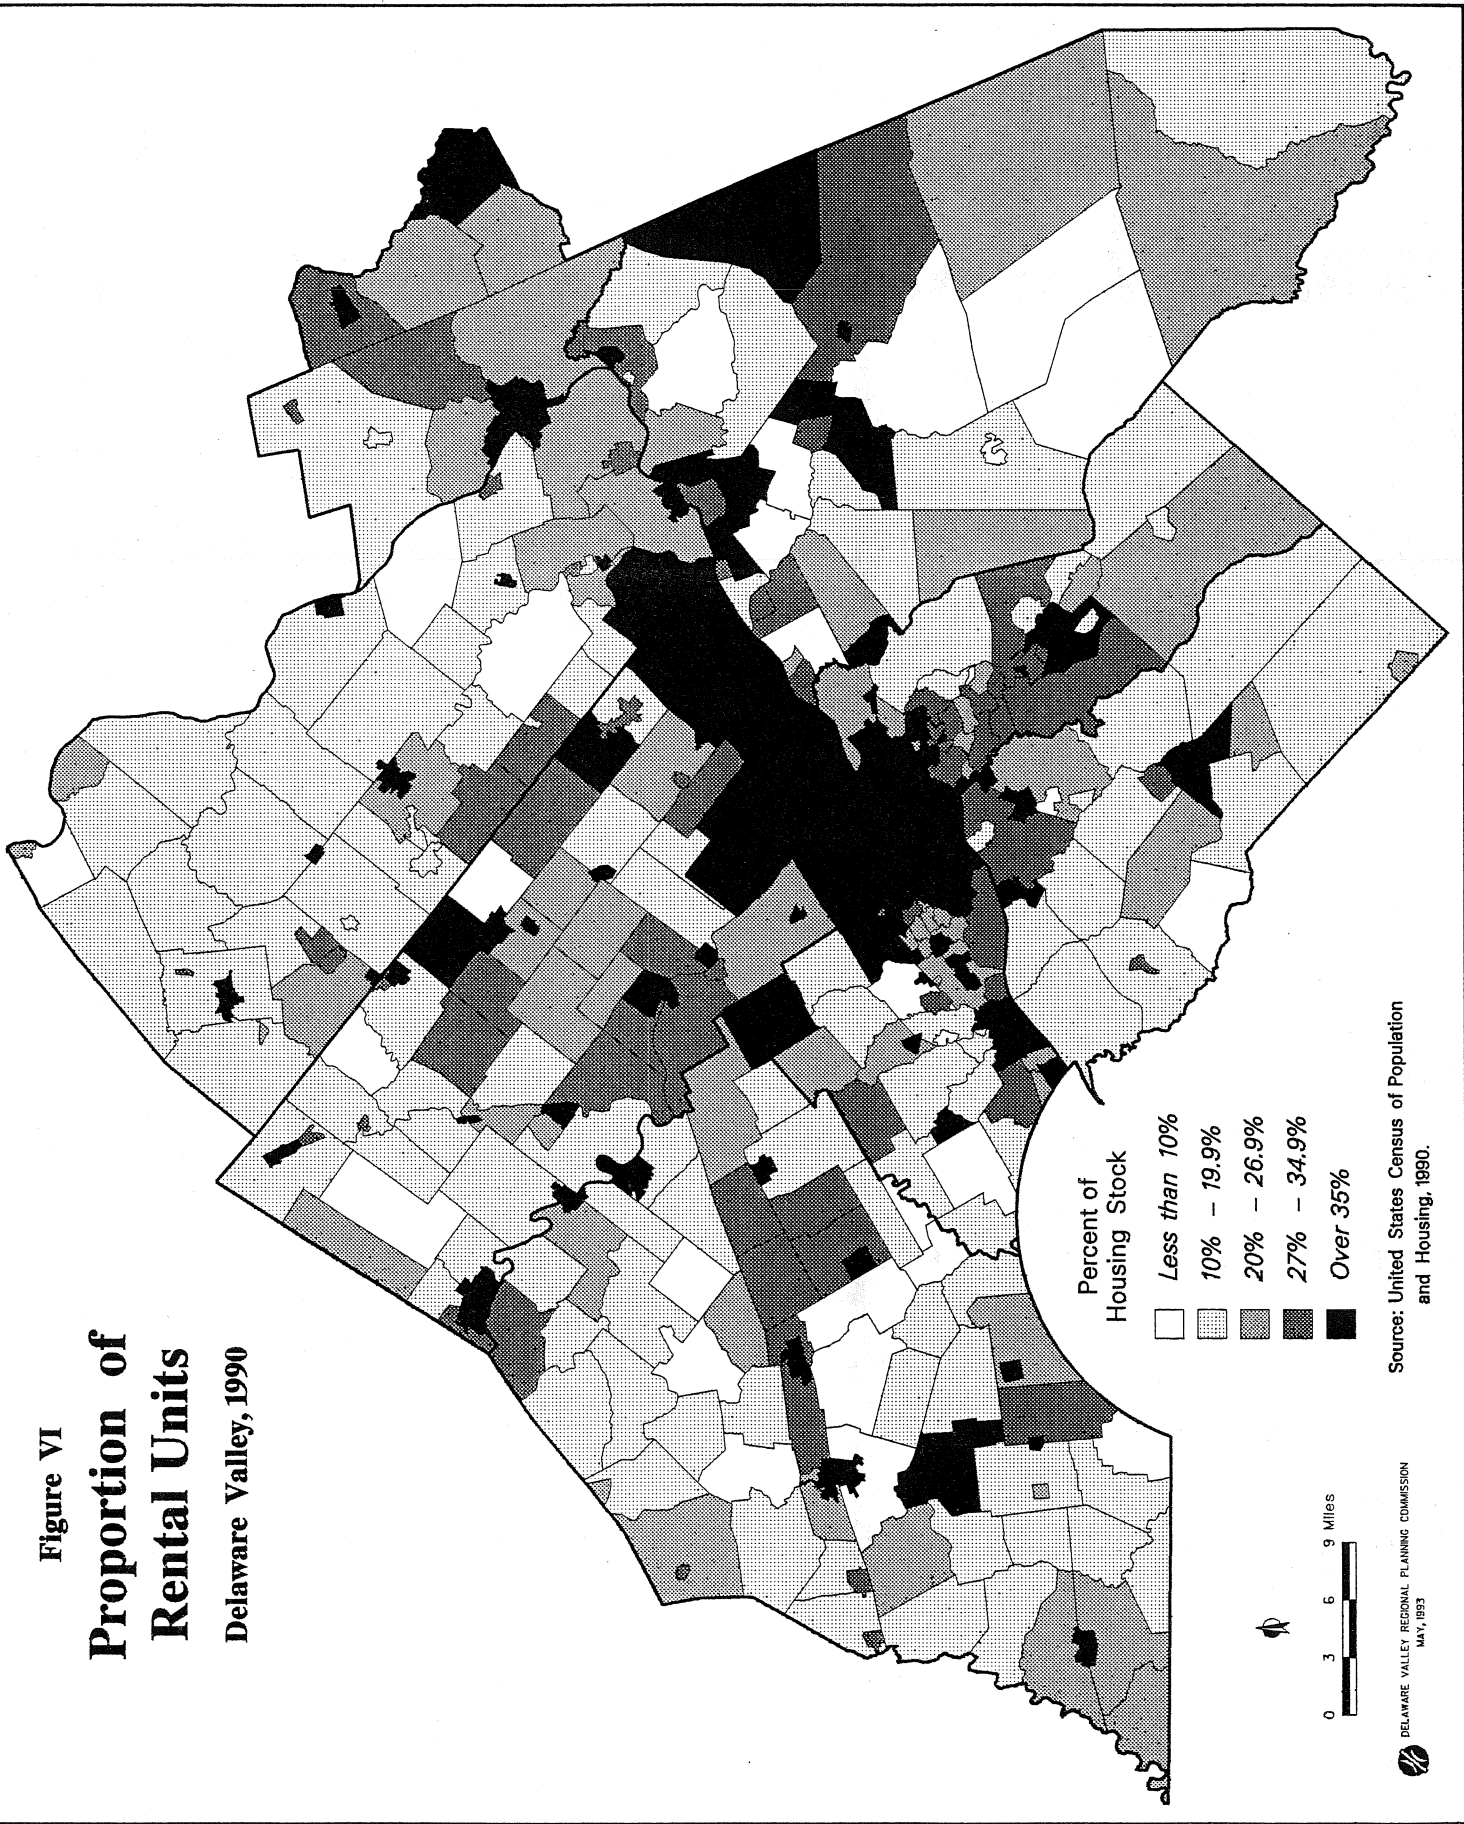 Figure VI
Proportion of
Rental Units
Delaware Valley, 1990
Percent of
Housing Stock
Less than 10%
10% – 19.9%
20% – 26.9%
27% – 34.9%
Over 35%
Source: United States Census of Population
and Housing, 1990.
0 3 6 9 Miles
DELAWARE VALLEY REGIONAL PLANNING COMMISSION
MAY, 1993